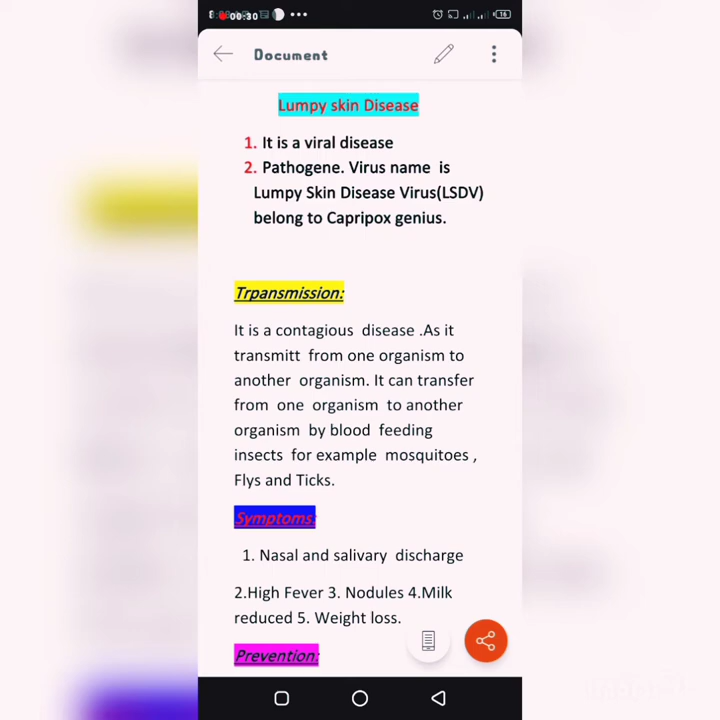 00:30
16
Document
Lumpy skin Disease
1. It is a viral disease
2. Pathogene. Virus name is
Lumpy Skin Disease Virus(LSDV)
belong to Capripox genius.
Trpansmission:
It is a contagious disease .As it
transmitt from one organism to
another organism. It can transfer
from one organism to another
organism by blood feeding
insects for example mosquitoes ,
Flys and Ticks.
Symptoms:
1. Nasal and salivary discharge
2.High Fever 3. Nodules 4.Milk
reduced 5. Weight loss.
Prevention: